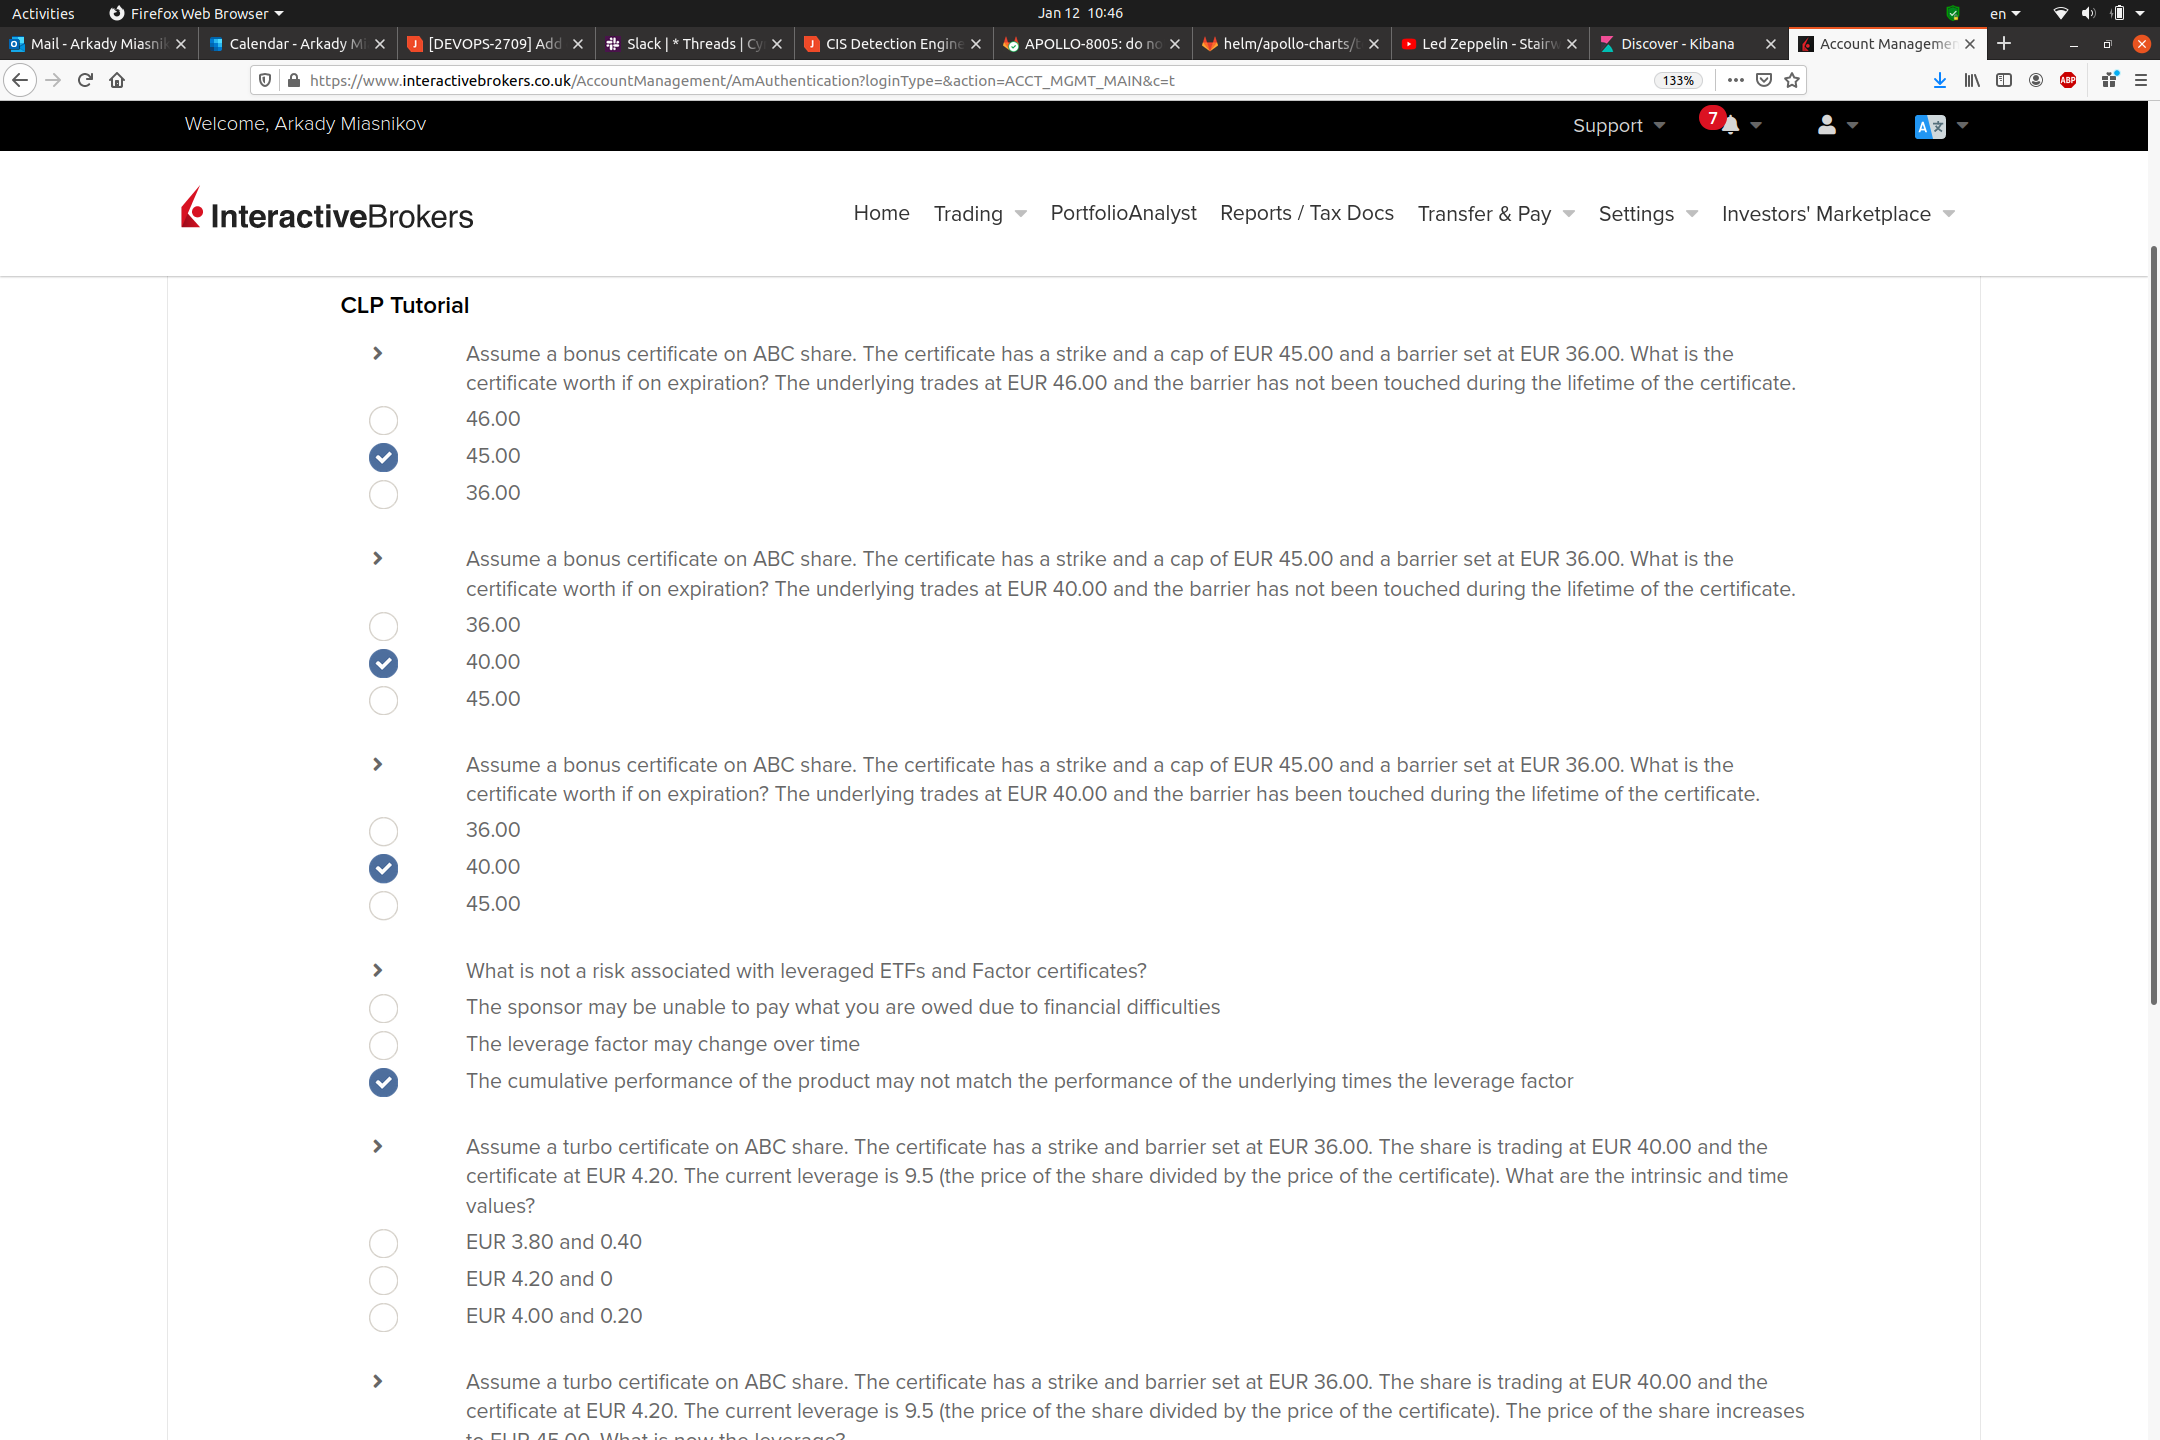 Activities Firefox Web Browser Jan 12 10:46 en
Mail - Arkady Miasnik Calendar - Arkady Mi [DEVOPS-2709] Add Slack | * Threads | Cy CIS Detection Engine APOLLO-8005: do no helm/apollo-charts/t Led Zeppelin - Stairw Discover - Kibana Account Managemen
https://www.interactivebrokers.co.uk/AccountManagement/AmAuthentication?loginType=&action=ACCT_MGMT_MAIN&c=t 133% ABP
Welcome, Arkady Miasnikov Support 7 A
InteractiveBrokers Home Trading PortfolioAnalyst Reports / Tax Docs Transfer & Pay Settings Investors' Marketplace
CLP Tutorial
Assume a bonus certificate on ABC share. The certificate has a strike and a cap of EUR 45.00 and a barrier set at EUR 36.00. What is the
certificate worth if on expiration? The underlying trades at EUR 46.00 and the barrier has not been touched during the lifetime of the certificate.
46.00
45.00
36.00
Assume a bonus certificate on ABC share. The certificate has a strike and a cap of EUR 45.00 and a barrier set at EUR 36.00. What is the
certificate worth if on expiration? The underlying trades at EUR 40.00 and the barrier has not been touched during the lifetime of the certificate.
36.00
40.00
45.00
Assume a bonus certificate on ABC share. The certificate has a strike and a cap of EUR 45.00 and a barrier set at EUR 36.00. What is the
certificate worth if on expiration? The underlying trades at EUR 40.00 and the barrier has been touched during the lifetime of the certificate.
36.00
40.00
45.00
What is not a risk associated with leveraged ETFs and Factor certificates?
The sponsor may be unable to pay what you are owed due to financial difficulties
The leverage factor may change over time
The cumulative performance of the product may not match the performance of the underlying times the leverage factor
Assume a turbo certificate on ABC share. The certificate has a strike and barrier set at EUR 36.00. The share is trading at EUR 40.00 and the
certificate at EUR 4.20. The current leverage is 9.5 (the price of the share divided by the price of the certificate). What are the intrinsic and time
values?
EUR 3.80 and 0.40
EUR 4.20 and 0
EUR 4.00 and 0.20
Assume a turbo certificate on ABC share. The certificate has a strike and barrier set at EUR 36.00. The share is trading at EUR 40.00 and the
certificate at EUR 4.20. The current leverage is 9.5 (the price of the share divided by the price of the certificate). The price of the share increases
to EUR 45.00. What is now the leverage?